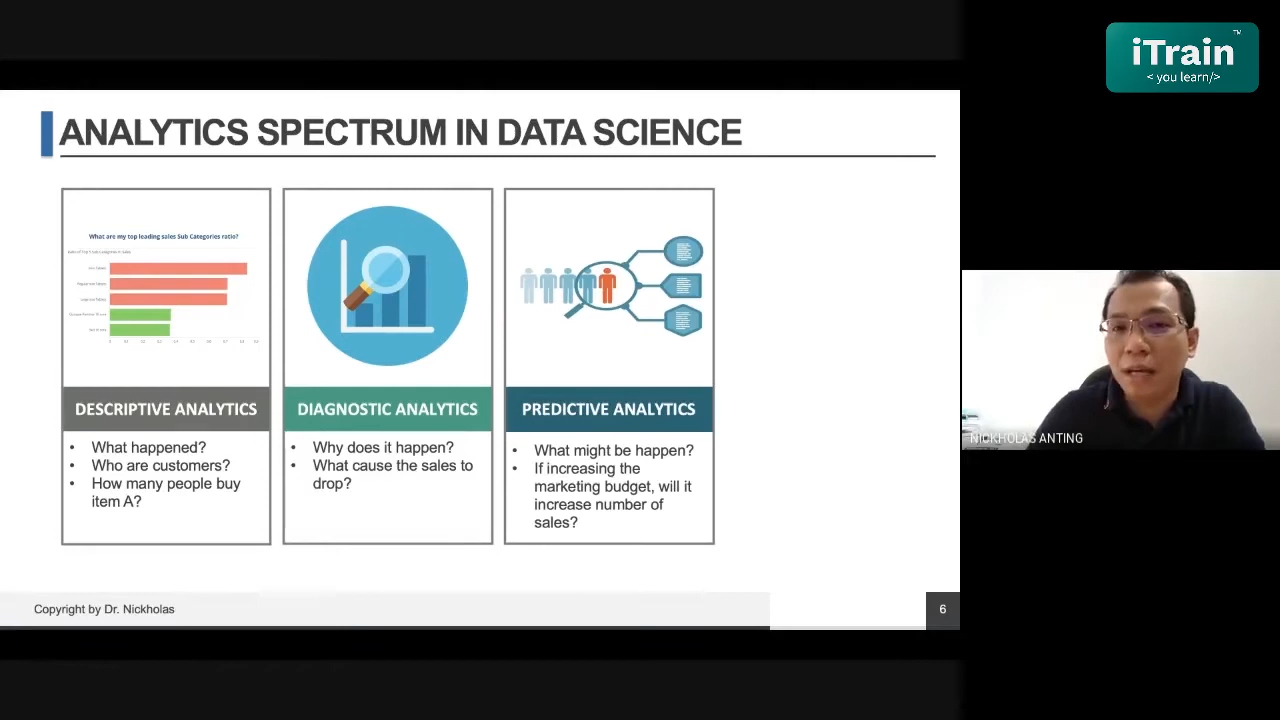 iTrain
TM
< you learn/>
ANALYTICS SPECTRUM IN DATA SCIENCE
What are my top leading sales Sub Categories ratio?
DESCRIPTIVE ANALYTICS
• What happened?
• Who are customers?
• How many people buy
item A?
DIAGNOSTIC ANALYTICS
• Why does it happen?
• What cause the sales to
drop?
PREDICTIVE ANALYTICS
• What might be happen?
• If increasing the
marketing budget, will it
increase number of
sales?
NICKHOLAS ANTING
Copyright by Dr. Nickholas
6